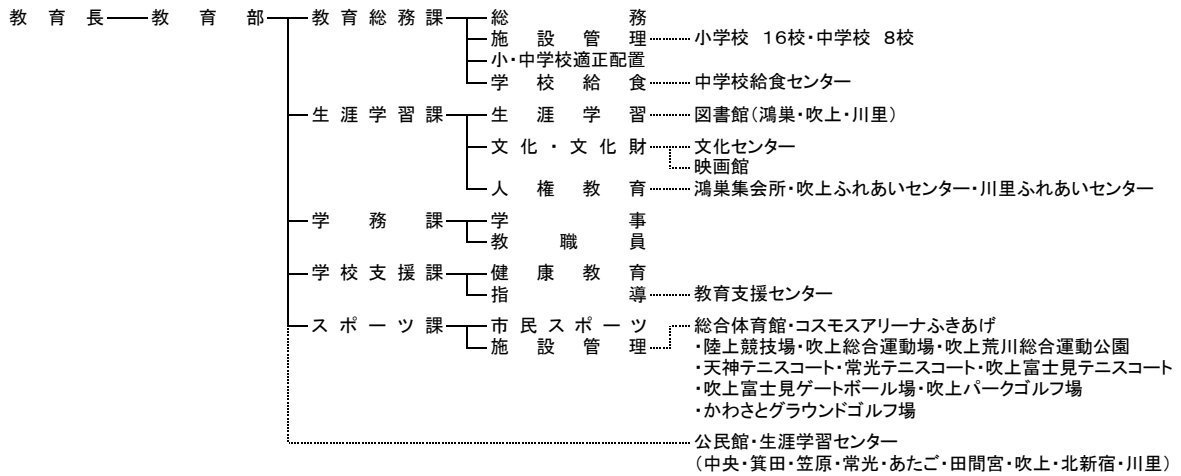 教育長 教育部 教育総務課 総務
施設管理 小学校 16校・中学校 8校
小・中学校適正配置
学校給食 中学校給食センター
生涯学習課 生涯学習 図書館(鴻巣・吹上・川里)
文化・文化財 文化センター
映画館
人権教育 鴻巣集会所・吹上ふれあいセンター・川里ふれあいセンター
学務課 学事
教職員
学校支援課 健康教育
指導 教育支援センター
スポーツ課 市民スポーツ 総合体育館・コスモスアリーナふきあげ
施設管理 ・陸上競技場・吹上総合運動場・吹上荒川総合運動公園
・天神テニスコート・常光テニスコート・吹上富士見テニスコート
・吹上富士見ゲートボール場・吹上パークゴルフ場
・かわさとグラウンドゴルフ場
公民館・生涯学習センター
(中央・箕田・笠原・常光・あたご・田間宮・吹上・北新宿・川里)